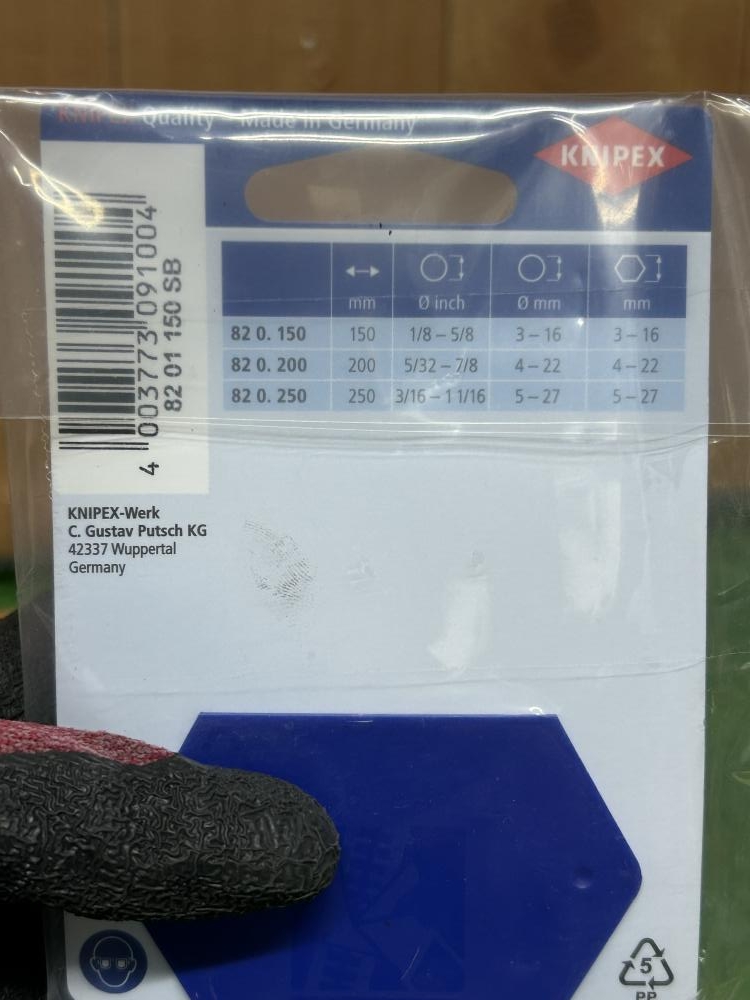 KNIPEX Quality – Made in Germany
KNIPEX
mm Ø inch Ø mm mm
82 0. 150 150 1/8 – 5/8 3 – 16 3 – 16
82 0. 200 200 5/32 – 7/8 4 – 22 4 – 22
82 0. 250 250 3/16 – 1 1/16 5 – 27 5 – 27
4 003773 091004
82 01 150 SB
KNIPEX-Werk
C. Gustav Putsch KG
42337 Wuppertal
Germany
5
PP